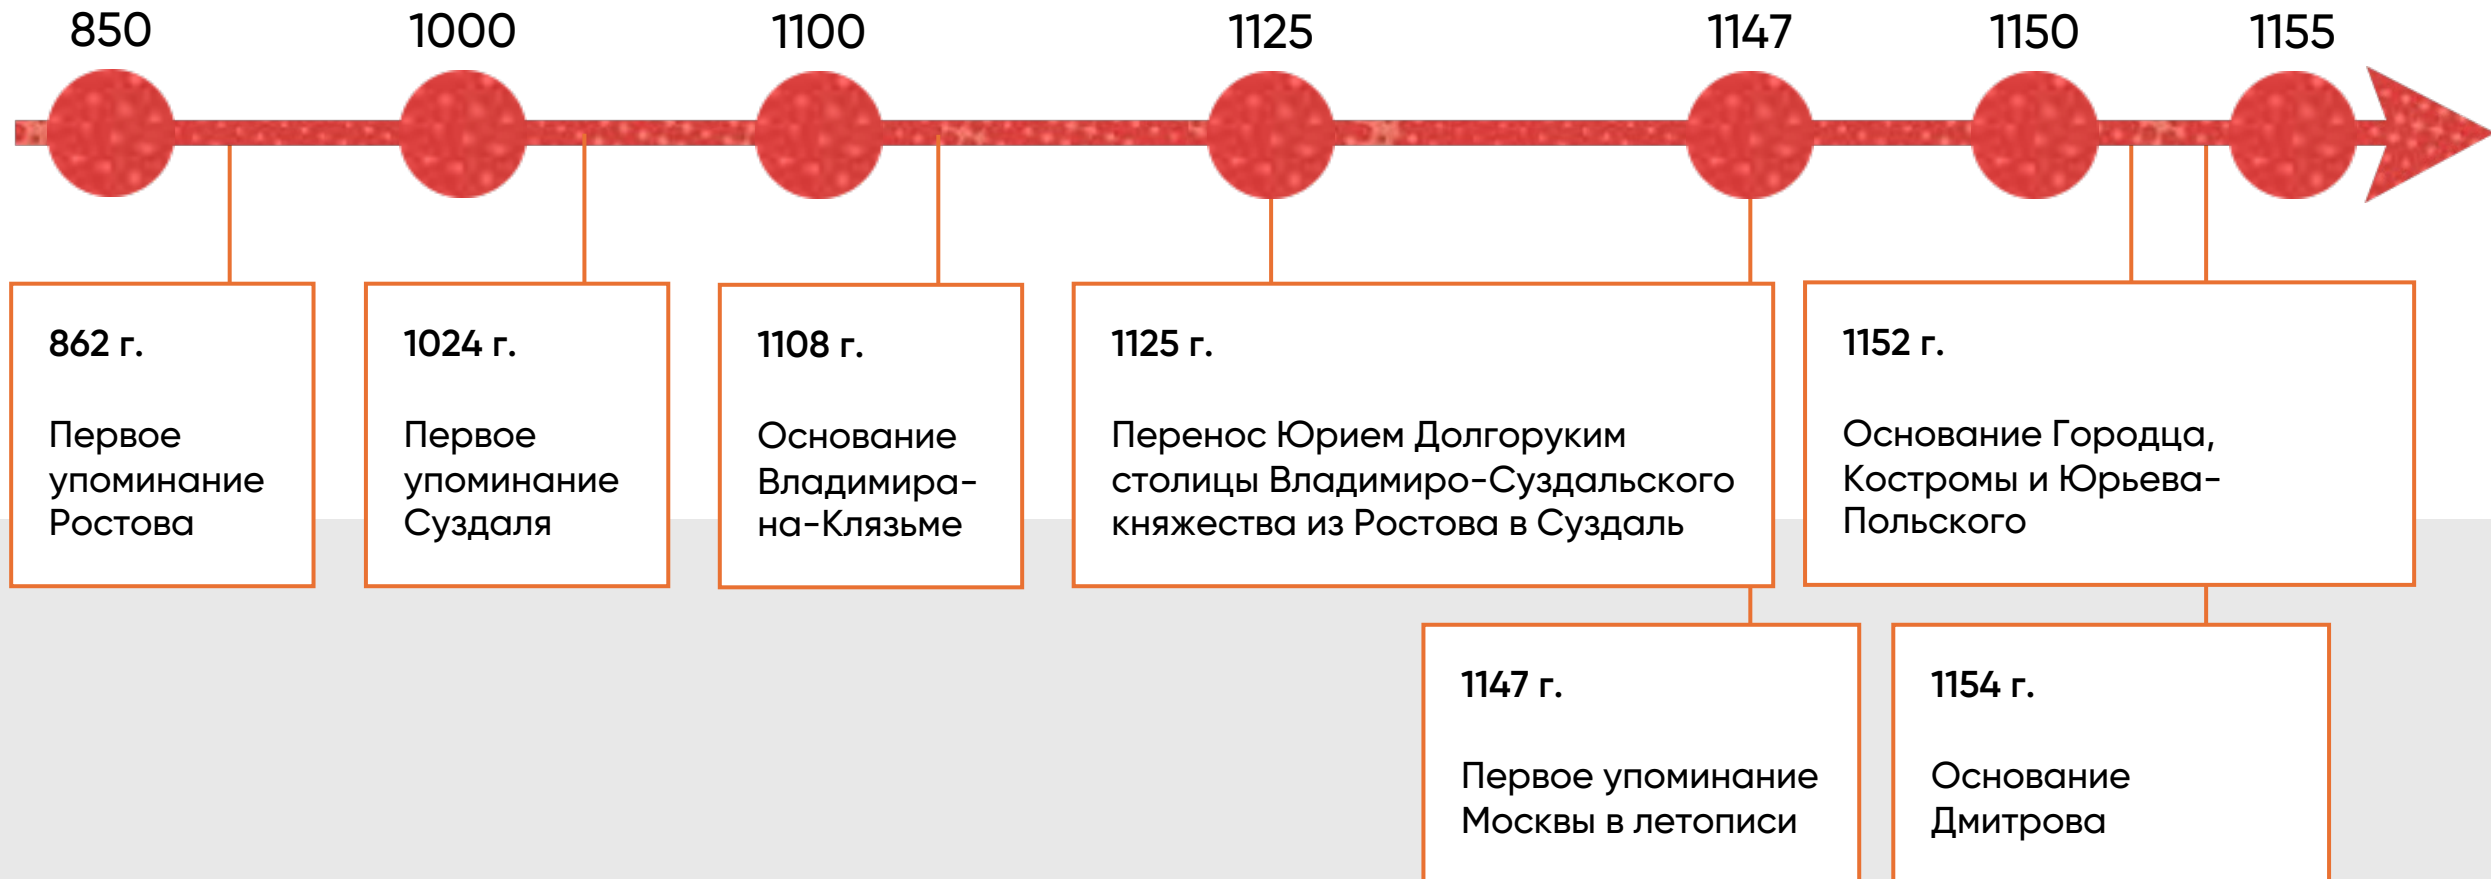 850
1000
1100
1125
1147
1150
1155
862 г.
Первое
упоминание
Ростова
1024 г.
Первое
упоминание
Суздаля
1108 г.
Основание
Владимира-
на-Клязьме
1125 г.
Перенос Юрием Долгоруким
столицы Владимиро-Суздальского
княжества из Ростова в Суздаль
1152 г.
Основание Городца,
Костромы и Юрьева-
Польского
1147 г.
Первое упоминание
Москвы в летописи
1154 г.
Основание
Дмитрова